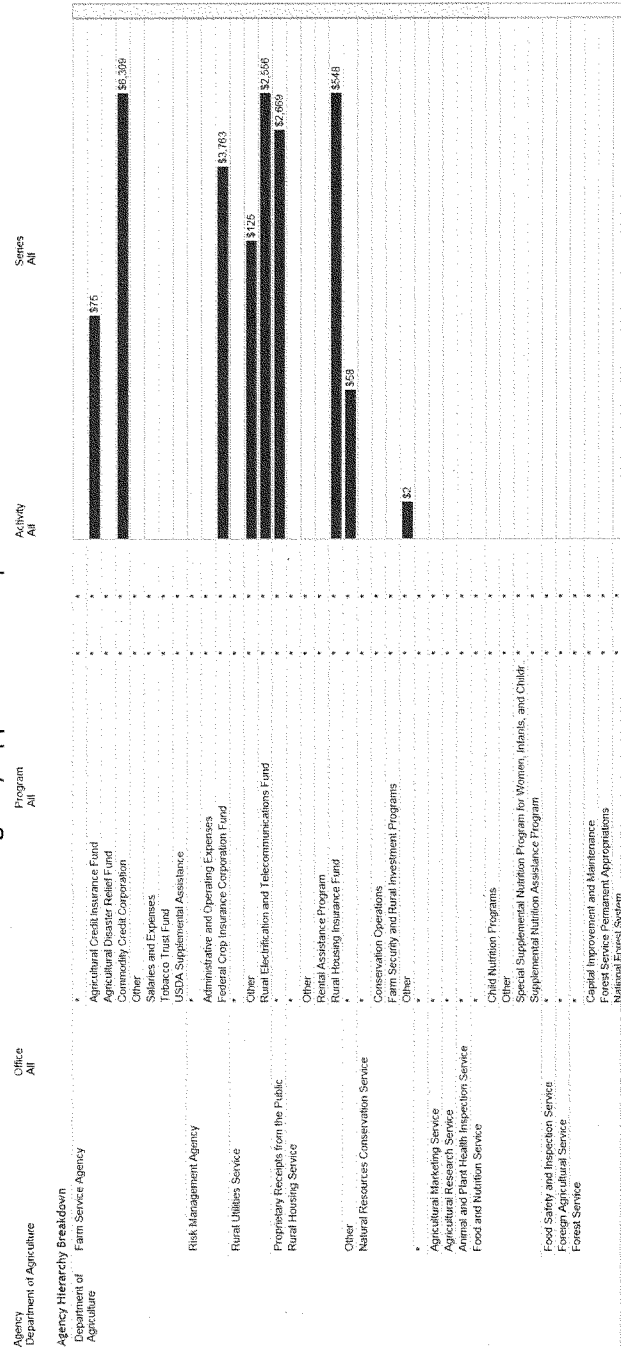 Agency Office Program Activity Series
Department of Agriculture All All All All
Agency Hierarchy Breakdown
Department of Agriculture Farm Service Agency * * *
Agricultural Credit Insurance Fund * * $75
Agricultural Disaster Relief Fund * *
Commodity Credit Corporation * * $6,309
Other * *
Salaries and Expenses * *
Tobacco Trust Fund * *
USDA Supplemental Assistance * *
Risk Management Agency * * *
Administrative and Operating Expenses * *
Federal Crop Insurance Corporation Fund * * $3,763
Rural Utilities Service * * *
Other * * $125
Rural Electrification and Telecommunications Fund * * $2,556
Proprietary Receipts from the Public * * * $2,669
Rural Housing Service * * *
Other * *
Rental Assistance Program * *
Rural Housing Insurance Fund * * $548
Other * * * $58
Natural Resources Conservation Service * * *
Conservation Operations * *
Farm Security and Rural Investment Programs * *
Other * * $2
* * * *
Agricultural Marketing Service * * *
Agricultural Research Service * * *
Animal and Plant Health Inspection Service * * *
Food and Nutrition Service * * *
Child Nutrition Programs * *
Other * *
Special Supplemental Nutrition Program for Women, Infants, and Childr.. * *
Supplemental Nutrition Assistance Program * *
Food Safety and Inspection Service * * *
Foreign Agricultural Service * * *
Forest Service * * *
Capital Improvement and Maintenance * *
Forest Service Permanent Appropriations * *
National Forest System * *